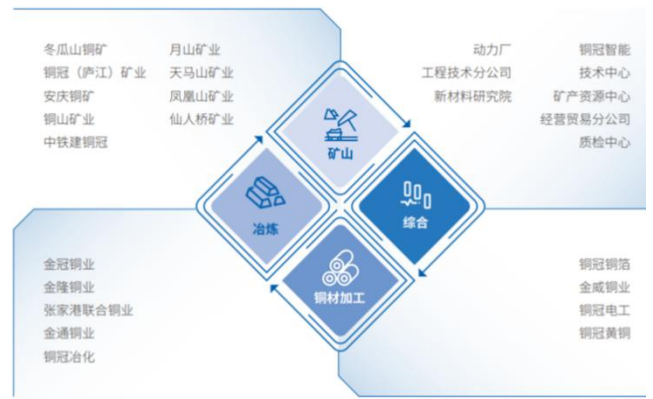 冬瓜山铜矿
铜冠（庐江）矿业
安庆铜矿
铜山矿业
中铁建铜冠
月山矿业
天马山矿业
凤凰山矿业
仙人桥矿业
动力厂
工程技术分公司
新材料研究院
铜冠智能
技术中心
矿产资源中心
经营贸易分公司
质检中心
矿山
冶炼
综合
铜材加工
金冠铜业
金隆铜业
张家港联合铜业
金通铜业
铜冠冶化
铜冠铜箔
金威铜业
铜冠电工
铜冠黄铜